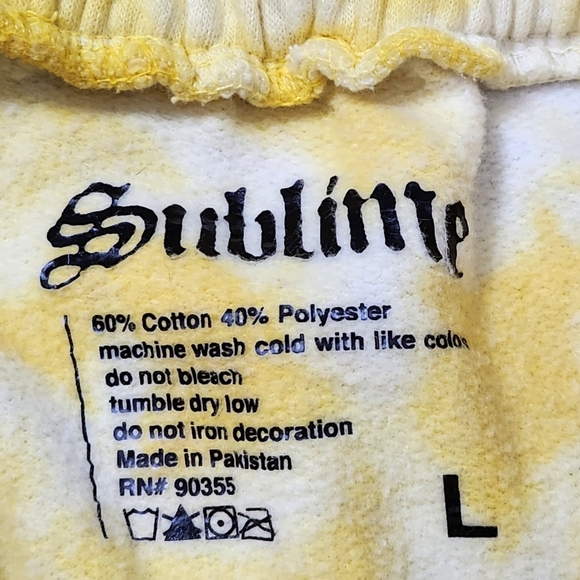 Sublime
60% Cotton 40% Polyester
machine wash cold with like colos
do not bleach
tumble dry low
do not iron decoration
Made in Pakistan
RN# 90355
L